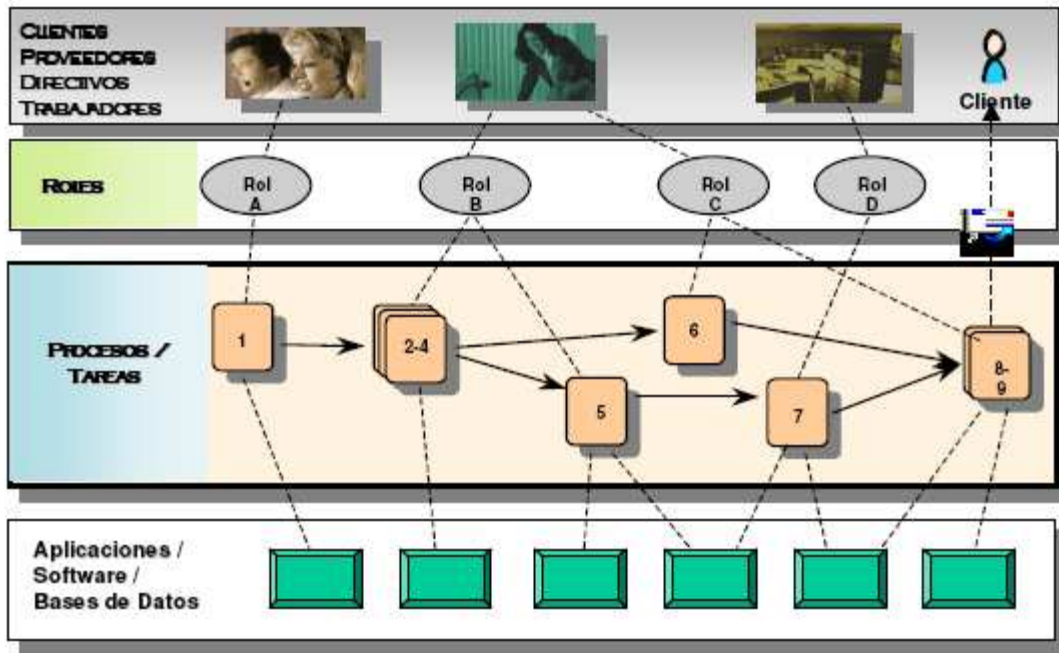 CLIENTES
PROVEEDORES
DIRECTIVOS
TRABAJADORES
Cliente
ROLES
Rol
A
Rol
B
Rol
C
Rol
D
PROCESOS /
TAREAS
1
2-4
6
5
7
8-
9
Aplicaciones /
Software /
Bases de Datos